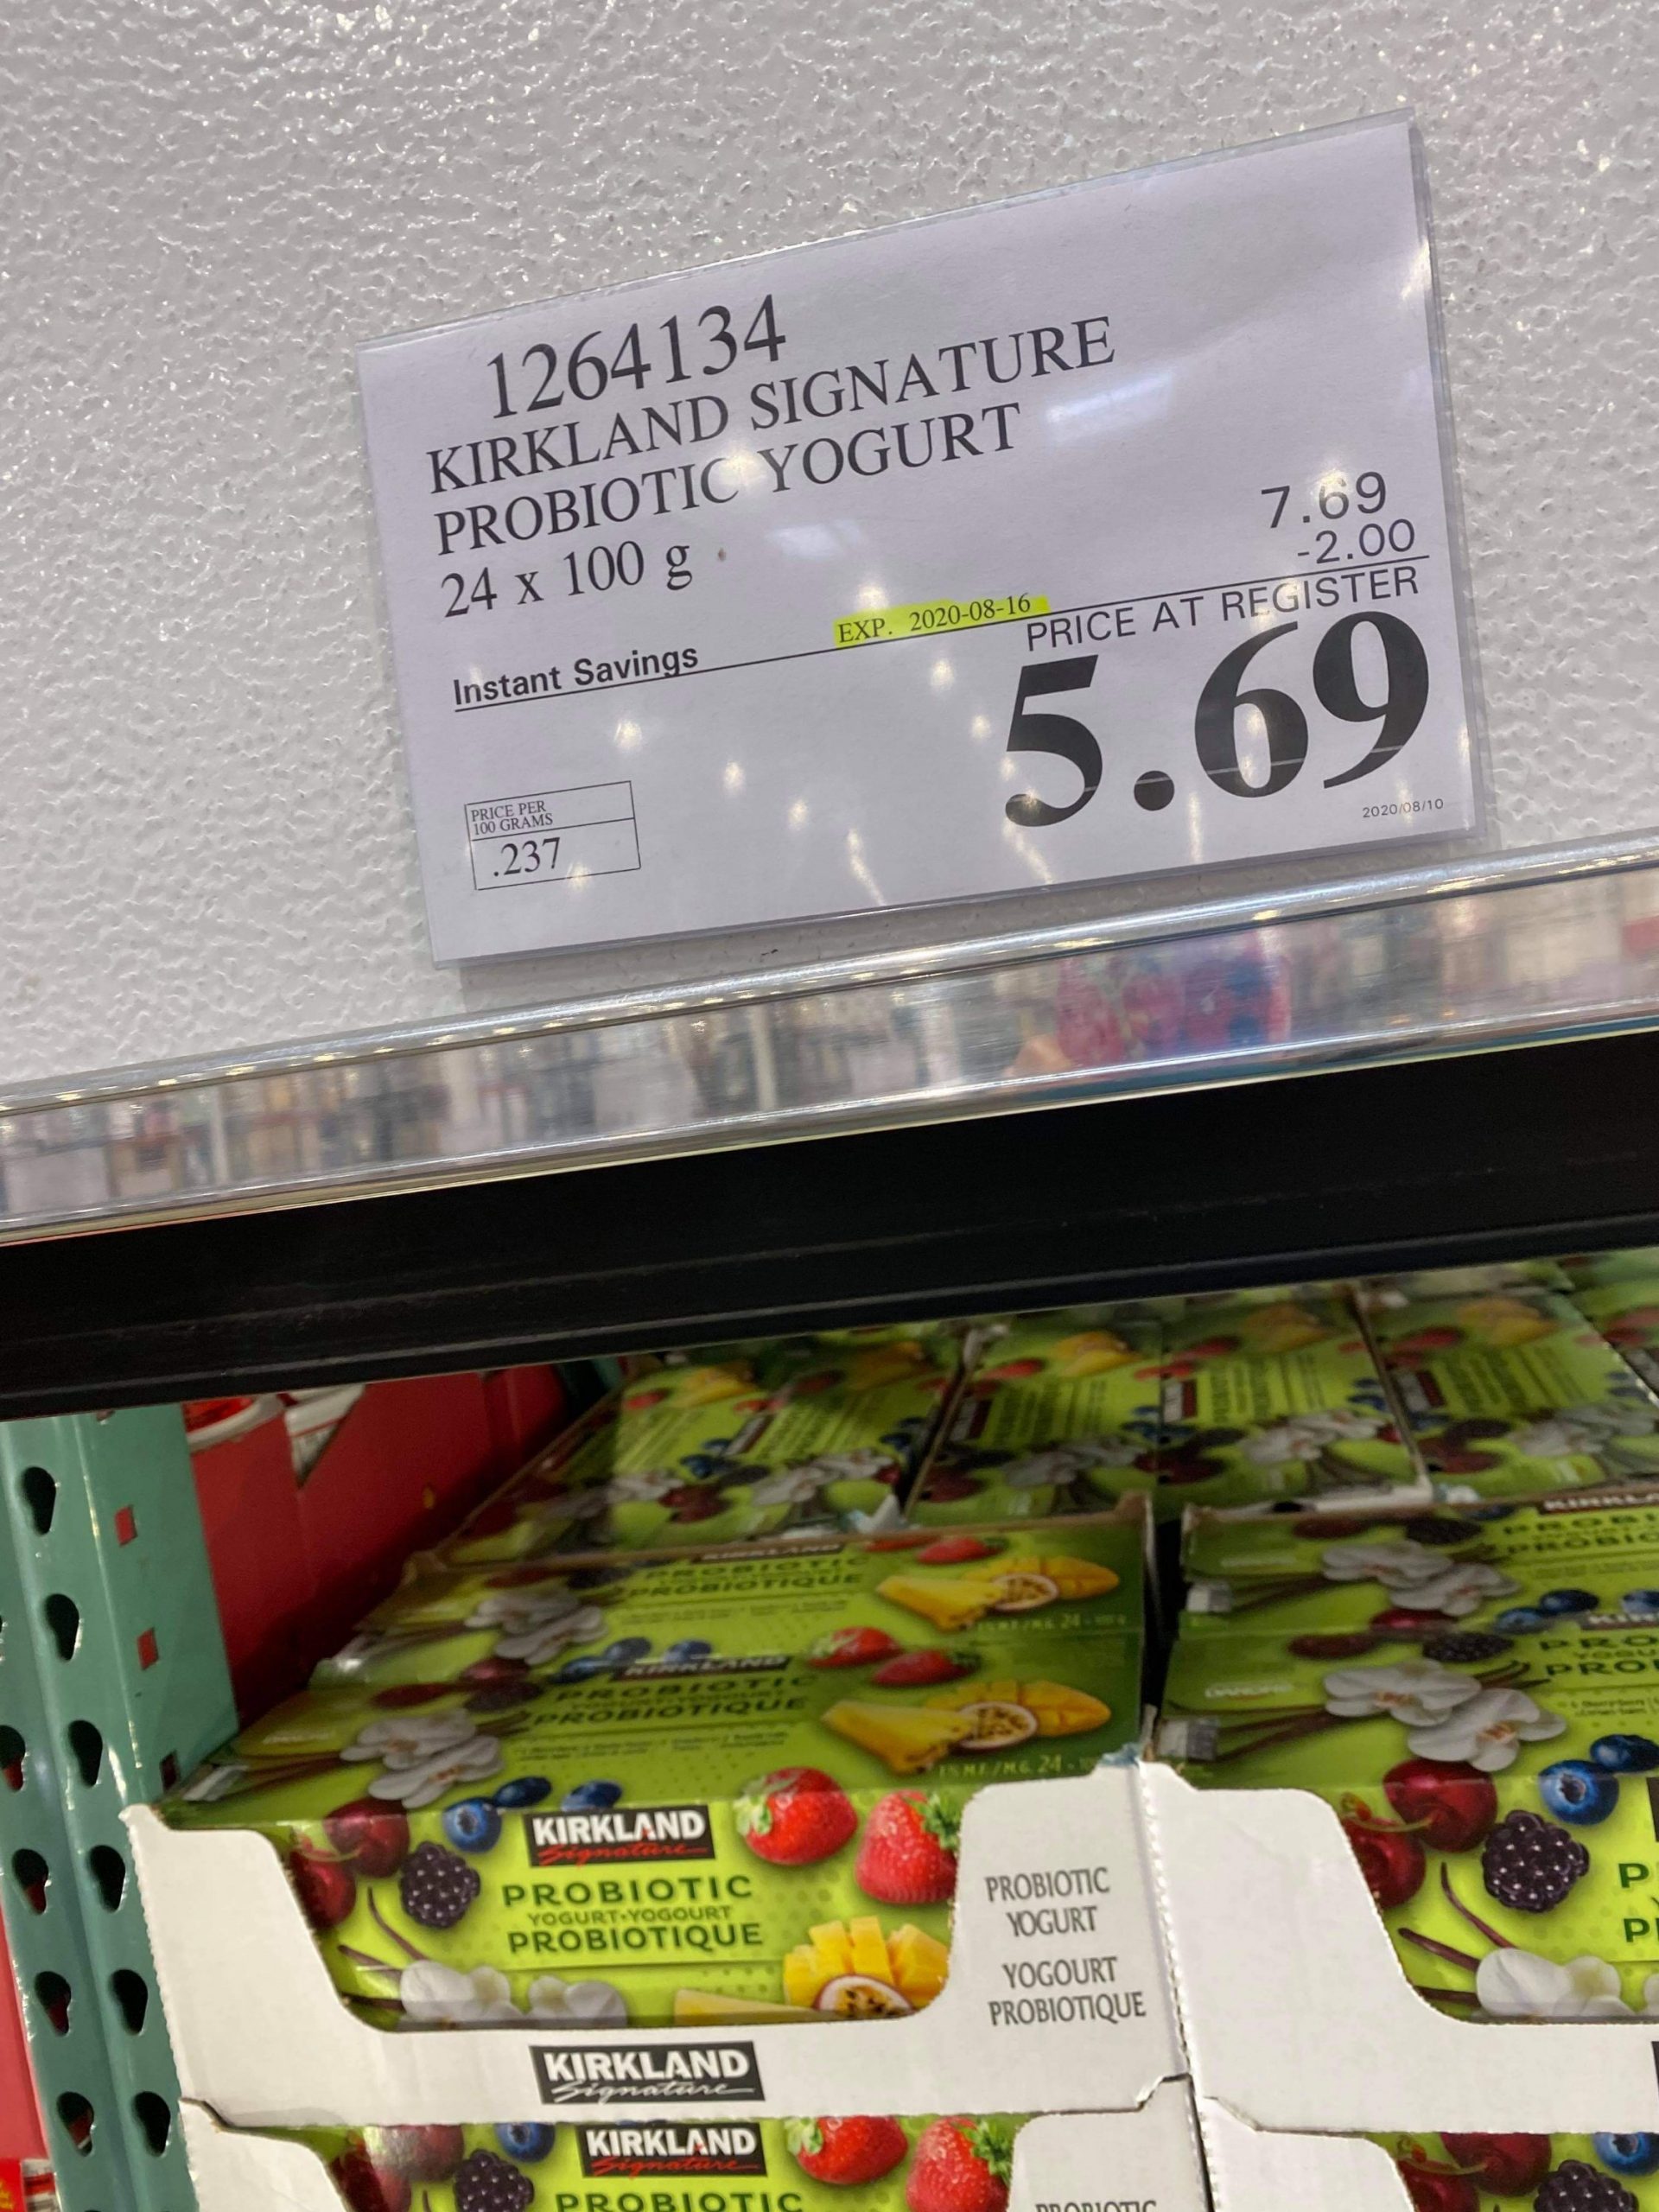 1264134
KIRKLAND SIGNATURE
PROBIOTIC YOGURT
24 x 100 g
7.69
-2.00
Instant Savings
EXP. 2020-08-16
PRICE AT REGISTER
5.69
PRICE PER
100 GRAMS
.237
2020/08/10
KIRKLAND
PROBIOTIC
PROBIOTIQUE
KIRKLAND
PROBIOTIC
PROBIOTIQUE
KIRKLAND
Signature
PROBIOTIC
YOGURT•YOGOURT
PROBIOTIQUE
PROBIOTIC
YOGURT
YOGOURT
PROBIOTIQUE
KIRKLAND
Signature
KIRKLAND
Signature
PROBIOTIC
PROBIOTIC